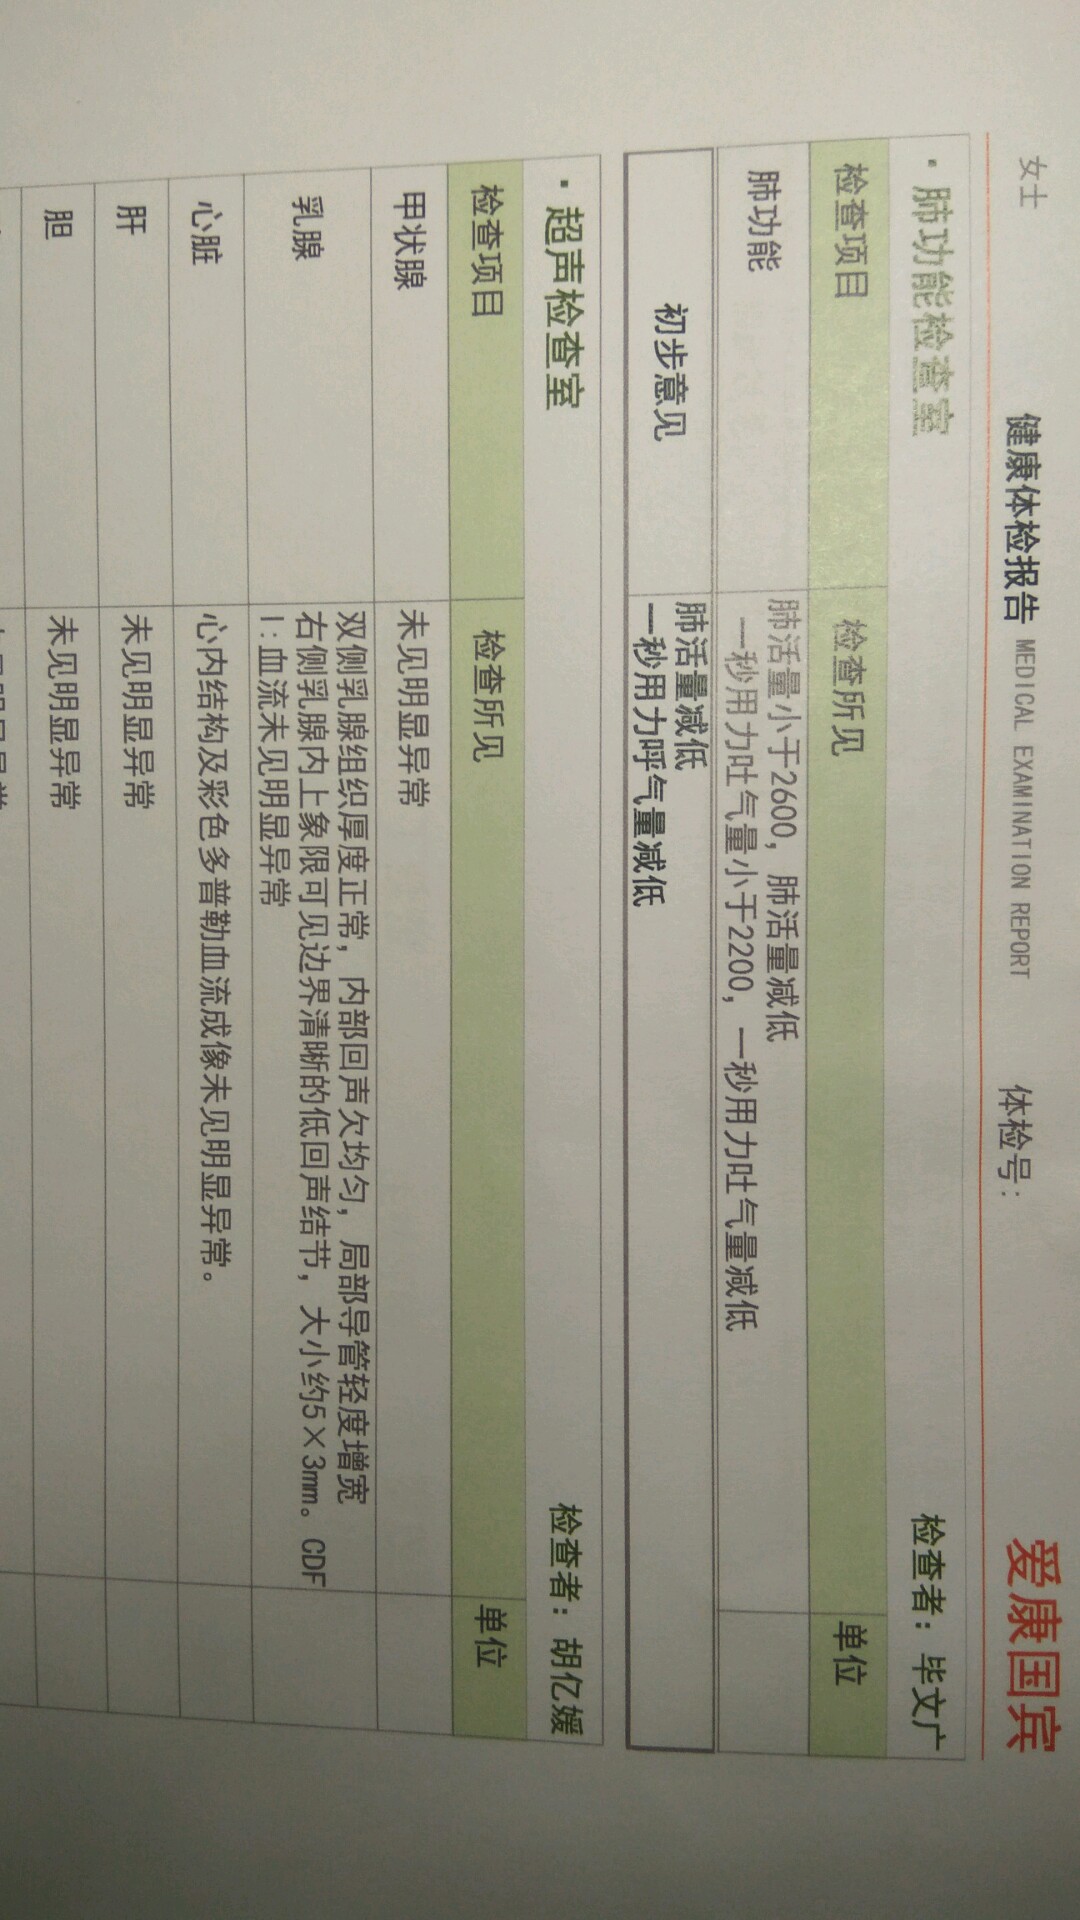 女士 健康体检报告 MEDICAL EXAMINATION REPORT 体检号: 爱康国宾
·肺功能检查室 检查者：毕文广
检查项目 检查所见 单位
肺功能
肺活量小于2600，肺活量减低
一秒用力吐气量小于2200，一秒用力吐气量减低
初步意见
肺活量减低
一秒用力呼气量减低
·超声检查室 检查者：胡亿媛
检查项目 检查所见 单位
甲状腺 未见明显异常
乳腺
双侧乳腺组织厚度正常，内部回声欠均匀，局部导管轻度增宽
右侧乳腺内上象限可见边界清晰的低回声结节，大小约5×3mm。CDF
I:血流未见明显异常
心脏 心内结构及彩色多普勒血流成像未见明显异常。
肝 未见明显异常
胆 未见明显异常